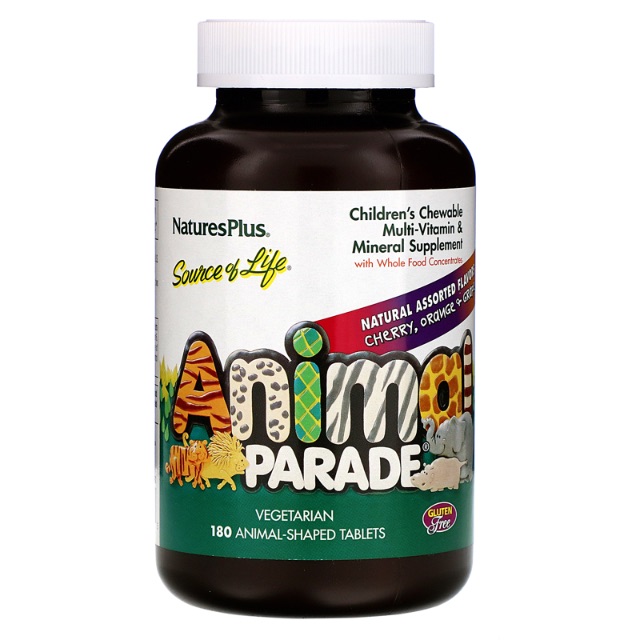 NaturesPlus®
Source of Life®
Children's Chewable
Multi-Vitamin &
Mineral Supplement
with Whole Food Concentrates
NATURAL ASSORTED FLAVORS
CHERRY, ORANGE & GRAPE
Animal
PARADE®
VEGETARIAN
180 ANIMAL-SHAPED TABLETS
GLUTEN
Free